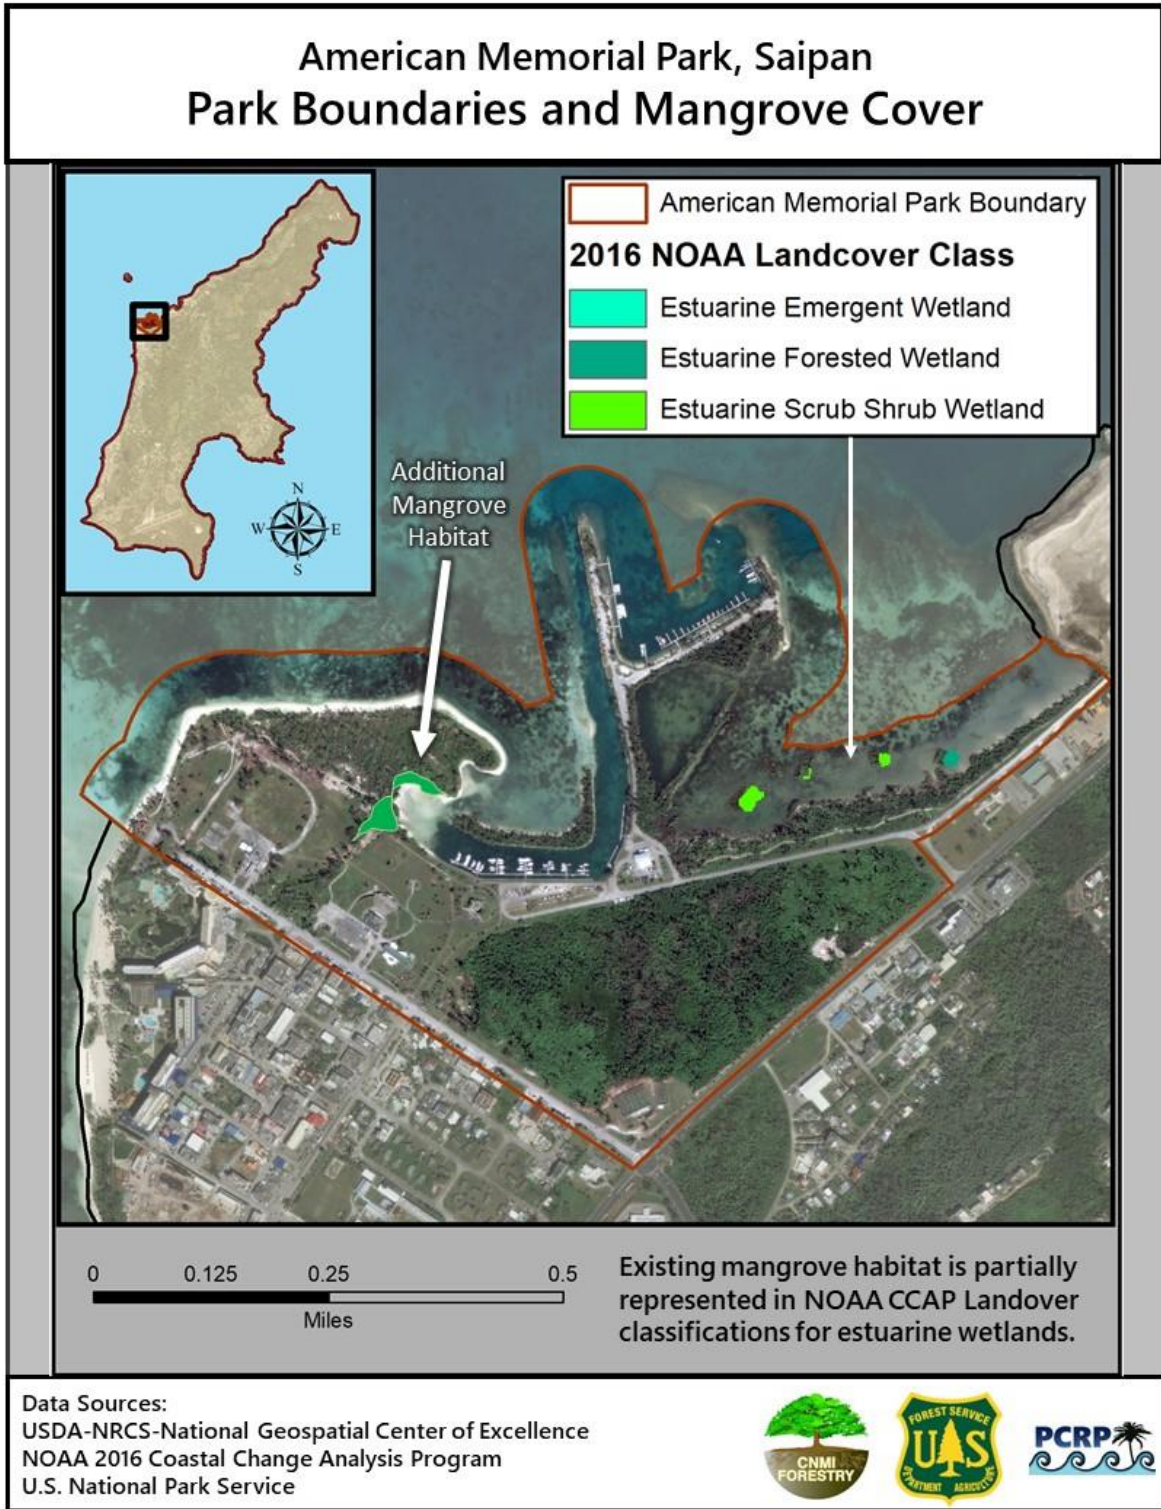 American Memorial Park, Saipan
Park Boundaries and Mangrove Cover
American Memorial Park Boundary
2016 NOAA Landcover Class
Estuarine Emergent Wetland
Estuarine Forested Wetland
Estuarine Scrub Shrub Wetland
N
W E
S
Additional
Mangrove
Habitat
0 0.125 0.25 0.5
Miles
Existing mangrove habitat is partially
represented in NOAA CCAP Landover
classifications for estuarine wetlands.
Data Sources:
USDA-NRCS-National Geospatial Center of Excellence
NOAA 2016 Coastal Change Analysis Program
U.S. National Park Service
CNMI
FORESTRY
FOREST SERVICE
U S
DEPARTMENT AGRICULTURE
PCRP